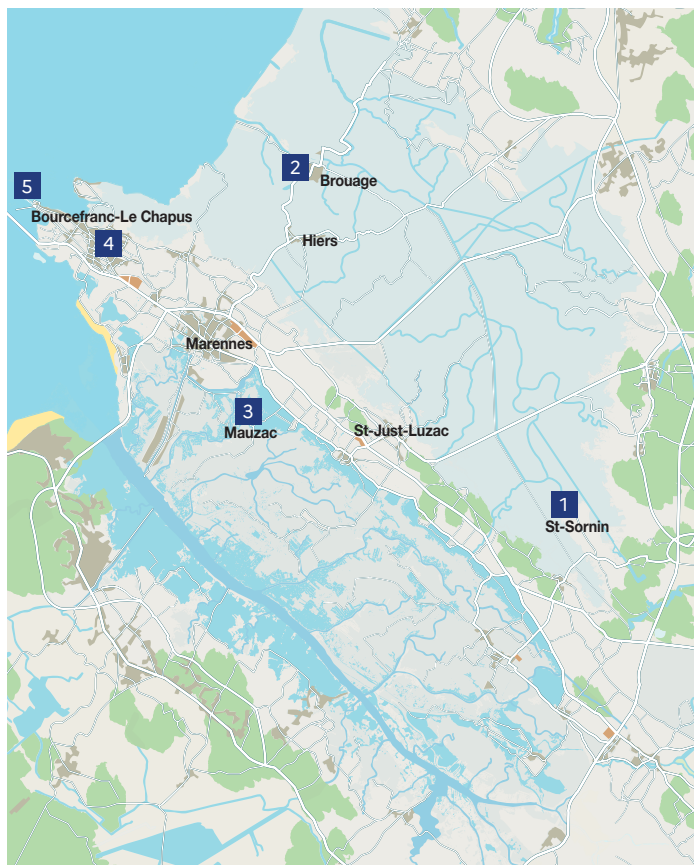 2
Brouage
5
Bourcefranc-Le Chapus
4
Hiers
Marennes
3
Mauzac
St-Just-Luzac
1
St-Sornin